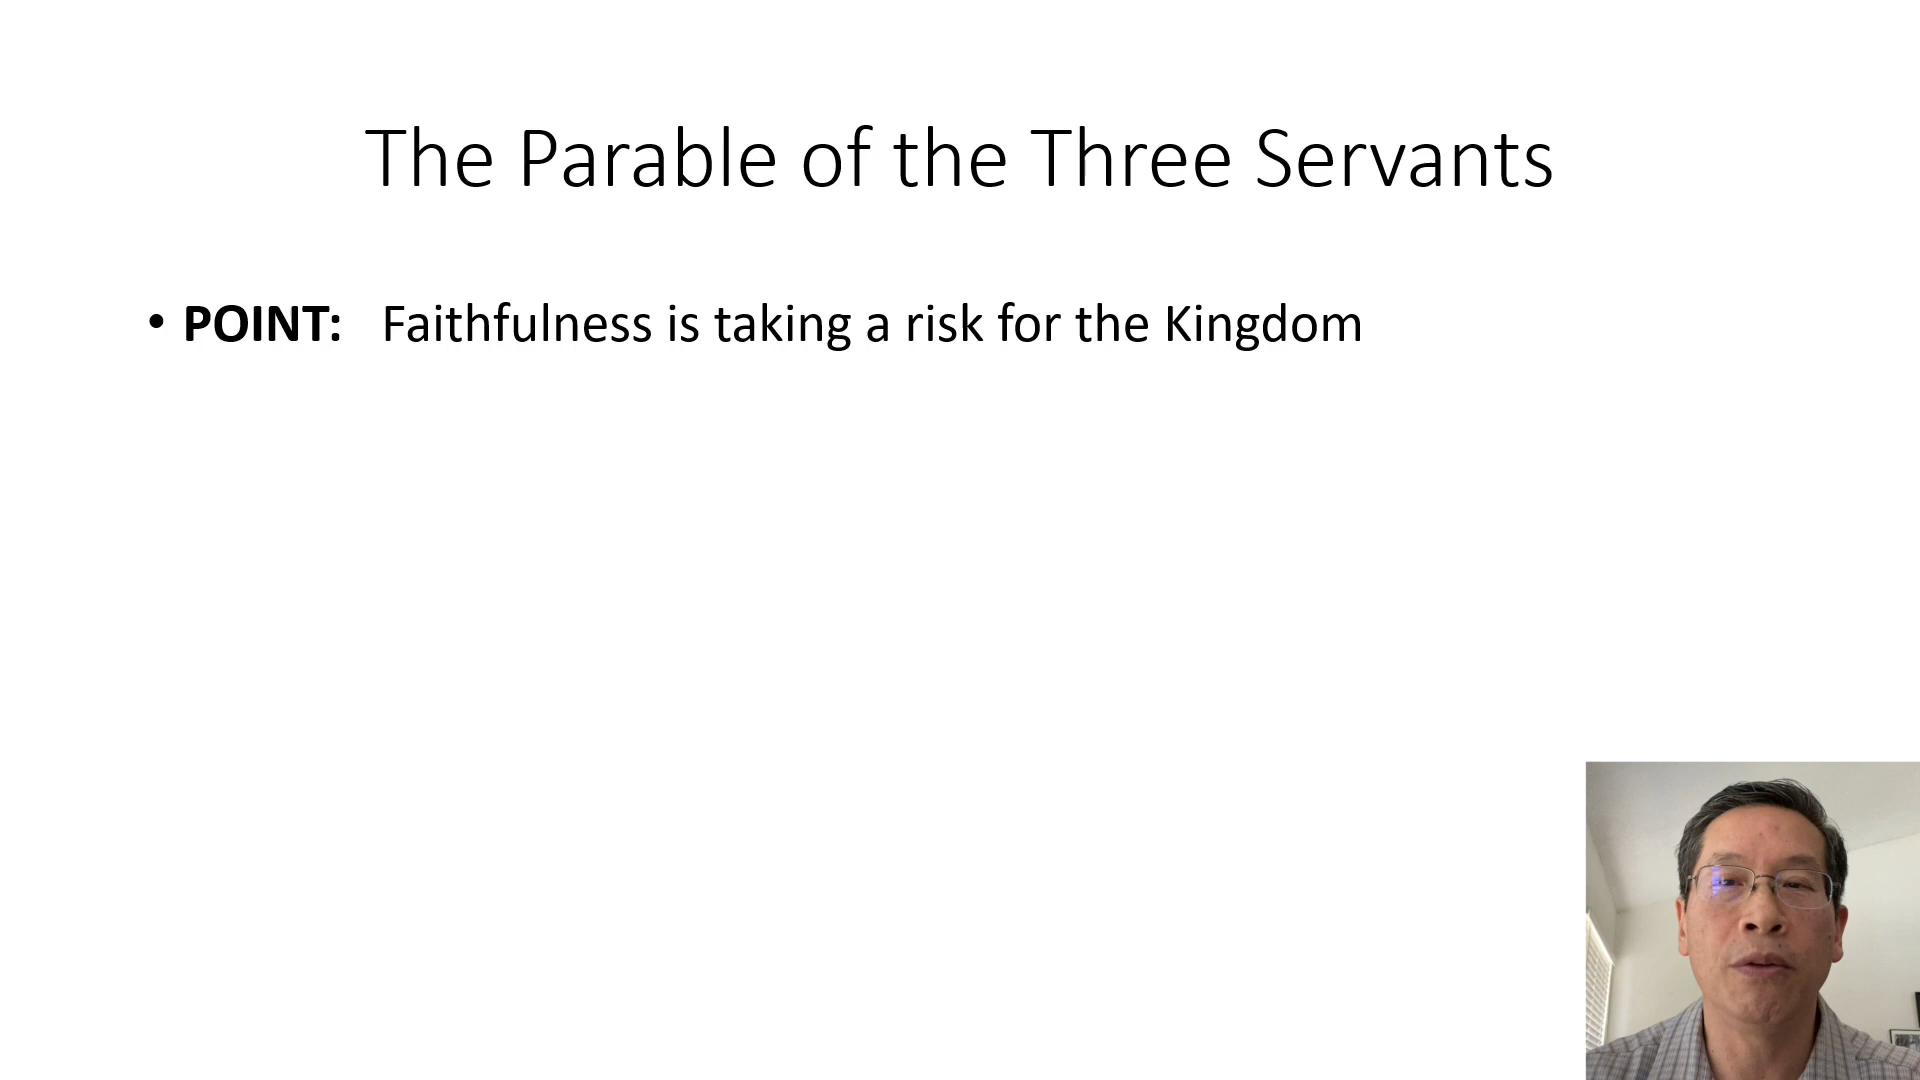 The Parable of the Three Servants
• POINT: Faithfulness is taking a risk for the Kingdom